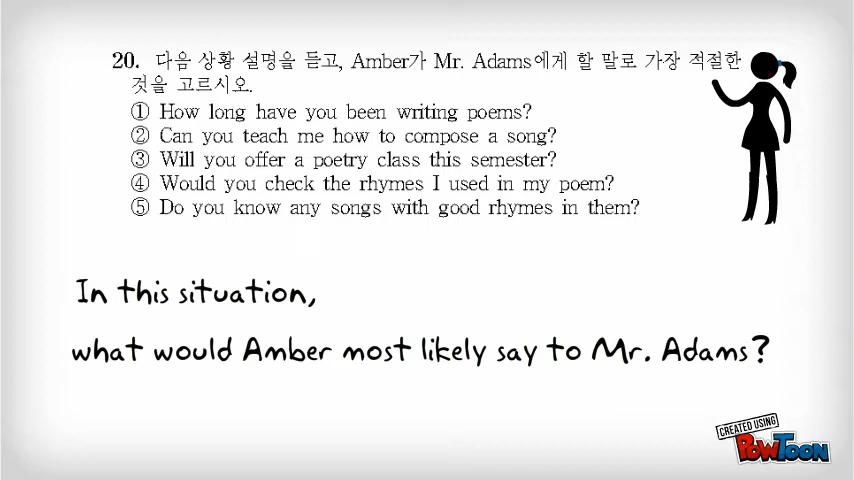 20. 다음 상황 설명을 듣고, Amber가 Mr. Adams에게 할 말로 가장 적절한
것을 고르시오.
① How long have you been writing poems?
② Can you teach me how to compose a song?
③ Will you offer a poetry class this semester?
④ Would you check the rhymes I used in my poem?
⑤ Do you know any songs with good rhymes in them?
In this situation,
what would Amber most likely say to Mr. Adams?
CREATED USING
POWTOON